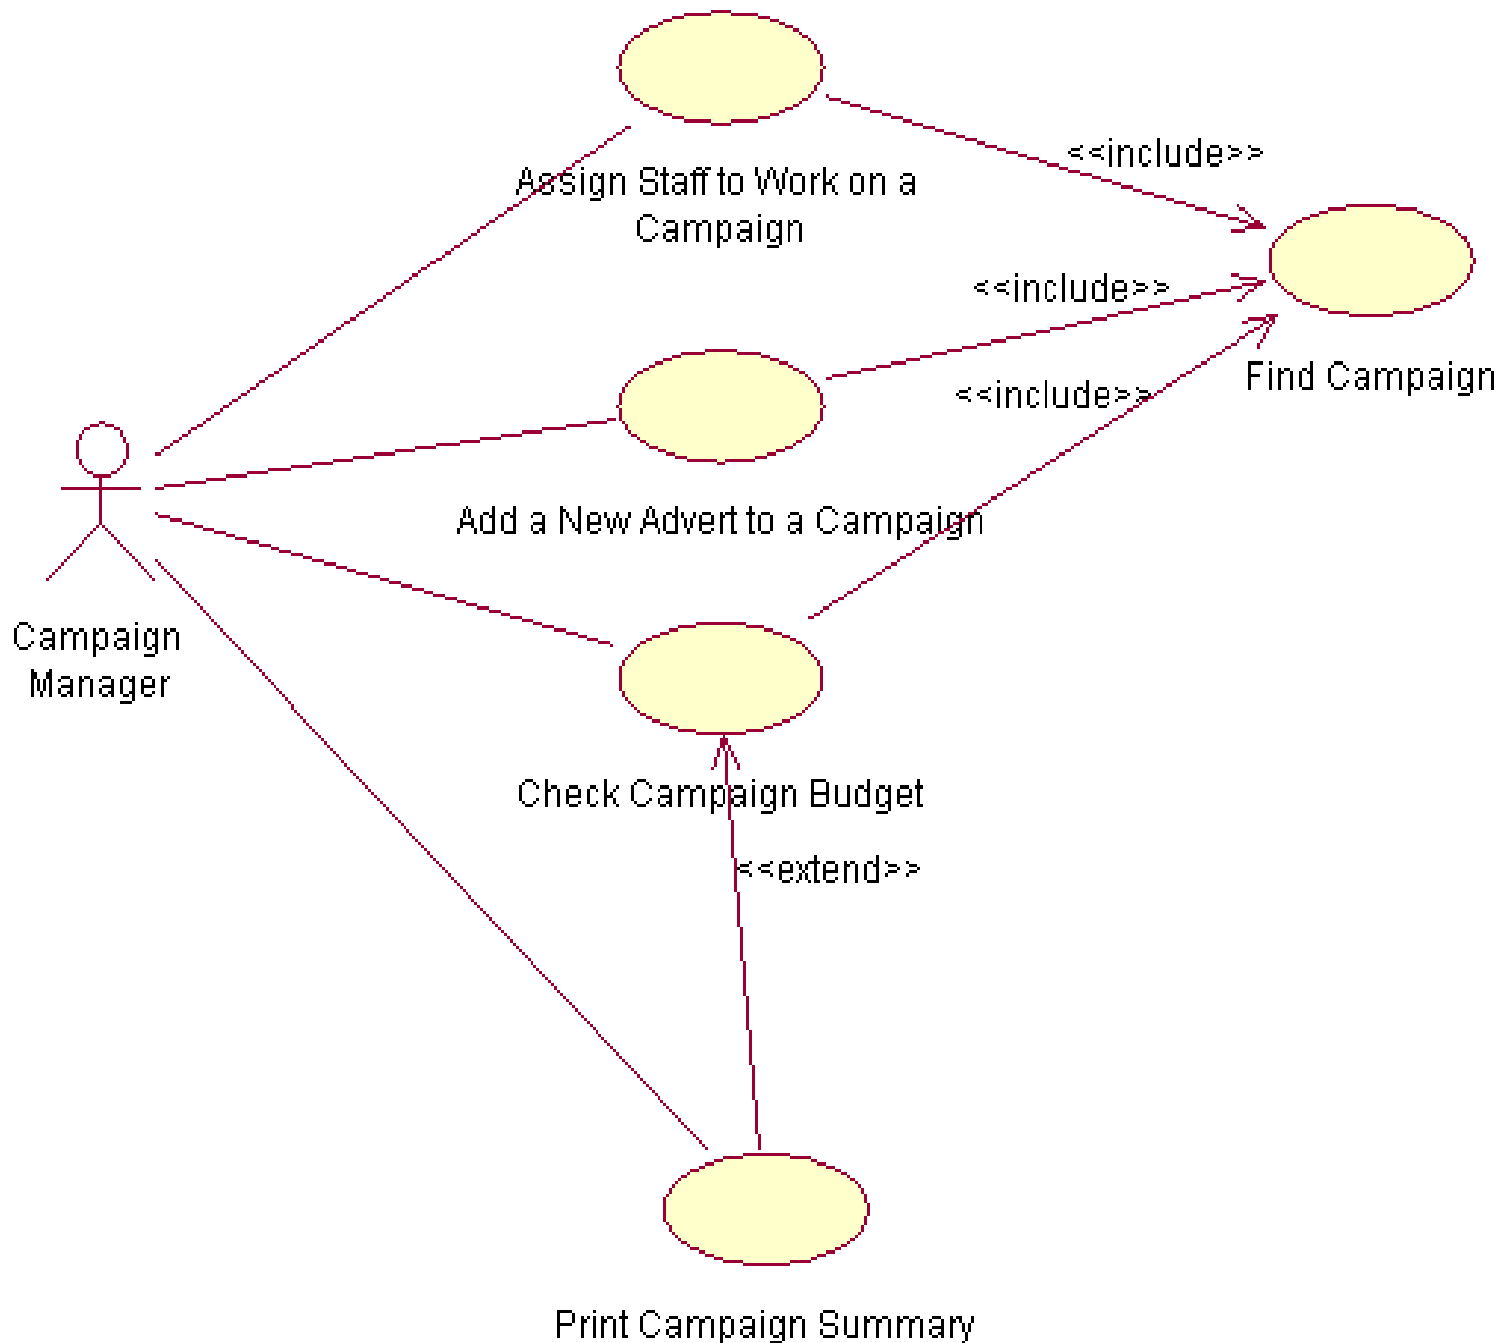 <<include>>
Assign Staff to Work on a
Campaign
<<include>>
Find Campaign
<<include>>
Add a New Advert to a Campaign
Campaign
Manager
Check Campaign Budget
<<extend>>
Print Campaign Summary